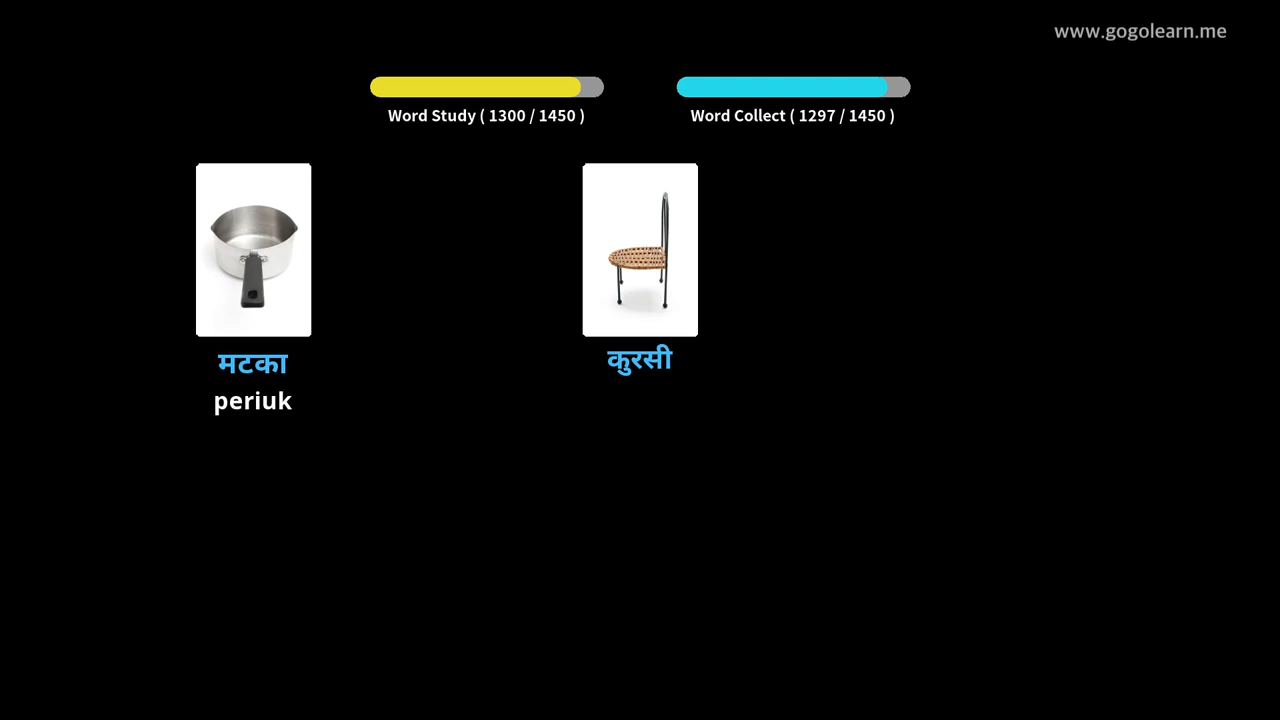 www.gogolearn.me
Word Study ( 1300 / 1450 )
Word Collect ( 1297 / 1450 )
मटका
periuk
कुरसी